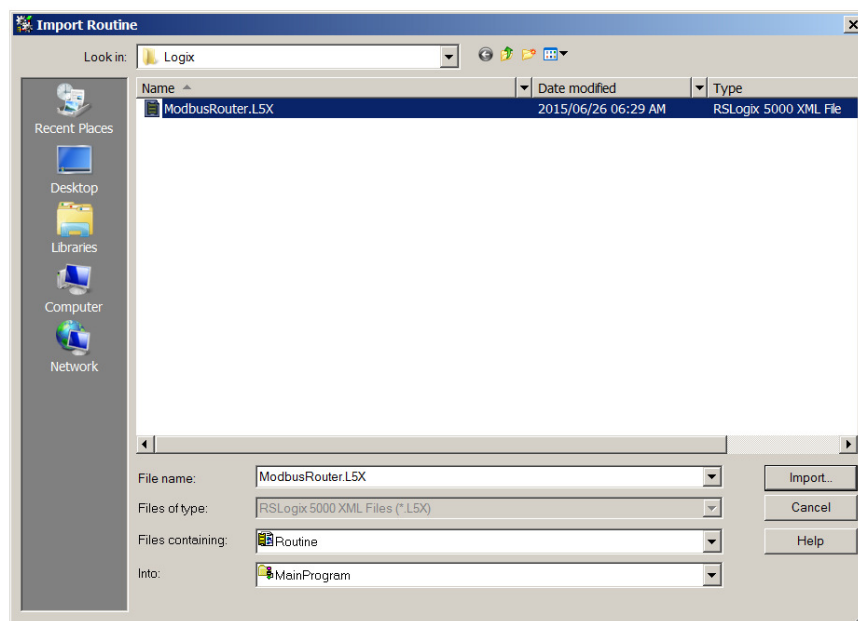 Import Routine
Look in: Logix
Name Date modified Type
ModbusRouter.L5X 2015/06/26 06:29 AM RSLogix 5000 XML File
Recent Places
Desktop
Libraries
Computer
Network
File name: ModbusRouter.L5X Import...
Files of type: RSLogix 5000 XML Files (*.L5X) Cancel
Files containing: Routine Help
Into: MainProgram